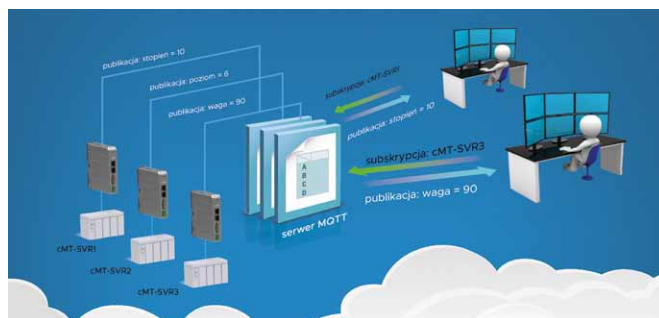 publikacja: stopień = 10
publikacja: poziom = 6
publikacja: waga = 90
subskrypcja: cMT-SVR1
publikacja: stopień = 10
subskrypcja: cMT-SVR3
publikacja: waga = 90
A
B
C
D
serwer MQTT
cMT-SVR1
cMT-SVR2
cMT-SVR3